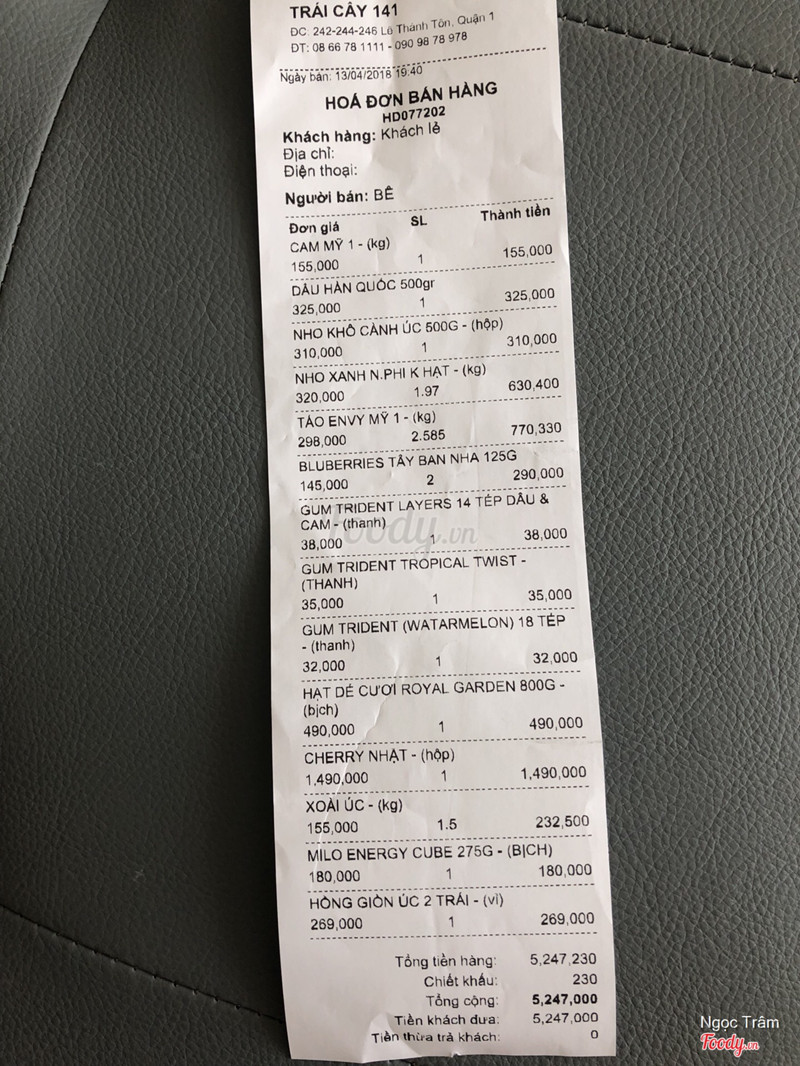 TRÁI CÂY 141
ĐC: 242-244-246 Lê Thánh Tôn, Quận 1
ĐT: 08 66 78 1111 - 090 98 78 978
Ngày bán: 13/04/2018 19:40
HOÁ ĐƠN BÁN HÀNG
HD077202
Khách hàng: Khách lẻ
Địa chỉ:
Điện thoại:
Người bán: BÊ
Đơn giá SL Thành tiền
CAM MỸ 1 - (kg)
155,000 1 155,000
DÂU HÀN QUỐC 500gr
325,000 1 325,000
NHO KHÔ CÀNH ÚC 500G - (hộp)
310,000 1 310,000
NHO XANH N.PHI K HẠT - (kg)
320,000 1.97 630,400
TÁO ENVY MỸ 1 - (kg)
298,000 2.585 770,330
BLUBERRIES TÂY BAN NHA 125G
145,000 2 290,000
GUM TRIDENT LAYERS 14 TÉP DÂU &
CAM - (thanh)
38,000 1 38,000
GUM TRIDENT TROPICAL TWIST -
(THANH)
35,000 1 35,000
GUM TRIDENT (WATARMELON) 18 TÉP
- (thanh)
32,000 1 32,000
HẠT DẺ CƯƠI ROYAL GARDEN 800G -
(bịch)
490,000 1 490,000
CHERRY NHẬT - (hộp)
1,490,000 1 1,490,000
XOÀI ÚC - (kg)
155,000 1.5 232,500
MILO ENERGY CUBE 275G - (BỊCH)
180,000 1 180,000
HỒNG GIÒN ÚC 2 TRÁI - (vỉ)
269,000 1 269,000
Tổng tiền hàng: 5,247,230
Chiết khấu: 230
Tổng cộng: 5,247,000
Tiền khách đưa: 5,247,000
Tiền thừa trả khách: 0
foody.vn
Ngọc Trâm
Foody.vn